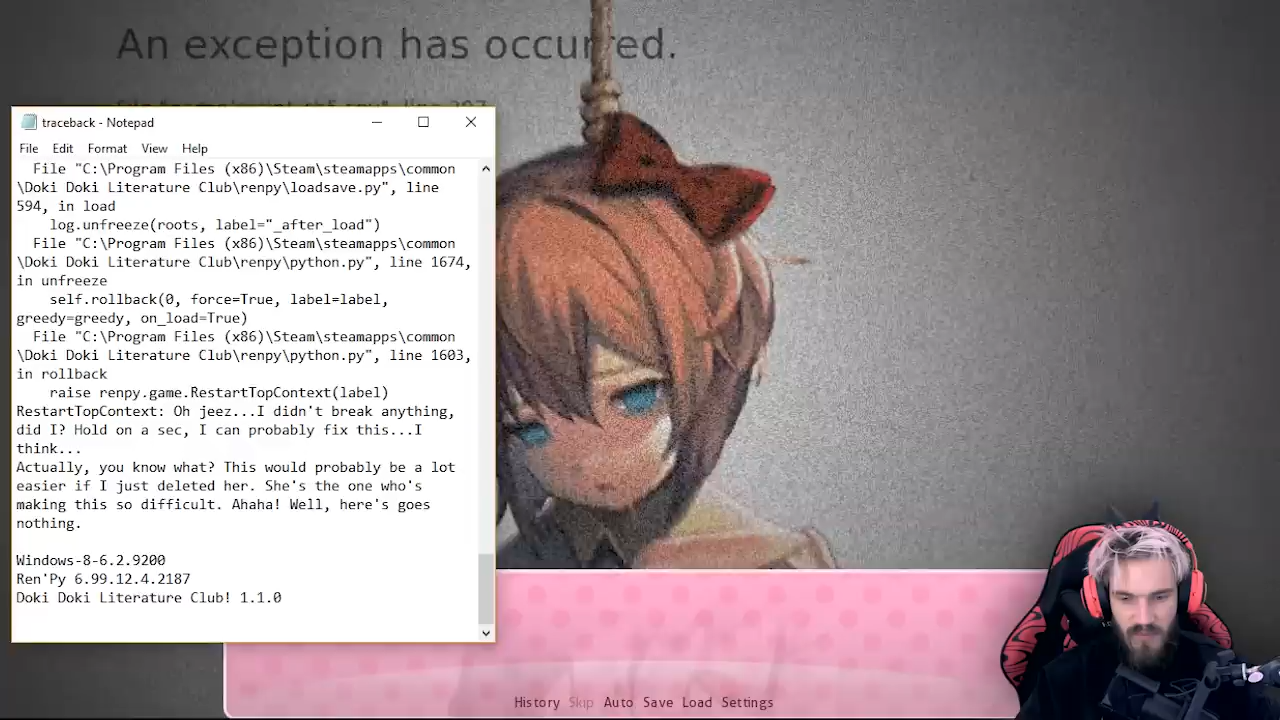 An exception has occurred.
traceback - Notepad
File Edit Format View Help
File "C:\Program Files (x86)\Steam\steamapps\common
\Doki Doki Literature Club\renpy\loadsave.py", line
594, in load
log.unfreeze(roots, label="_after_load")
File "C:\Program Files (x86)\Steam\steamapps\common
\Doki Doki Literature Club\renpy\python.py", line 1674,
in unfreeze
self.rollback(0, force=True, label=label,
greedy=greedy, on_load=True)
File "C:\Program Files (x86)\Steam\steamapps\common
\Doki Doki Literature Club\renpy\python.py", line 1603,
in rollback
raise renpy.game.RestartTopContext(label)
RestartTopContext: Oh jeez...I didn't break anything,
did I? Hold on a sec, I can probably fix this...I
think...
Actually, you know what? This would probably be a lot
easier if I just deleted her. She's the one who's
making this so difficult. Ahaha! Well, here's goes
nothing.
Windows-8-6.2.9200
Ren'Py 6.99.12.4.2187
Doki Doki Literature Club! 1.1.0
History Skip Auto Save Load Settings